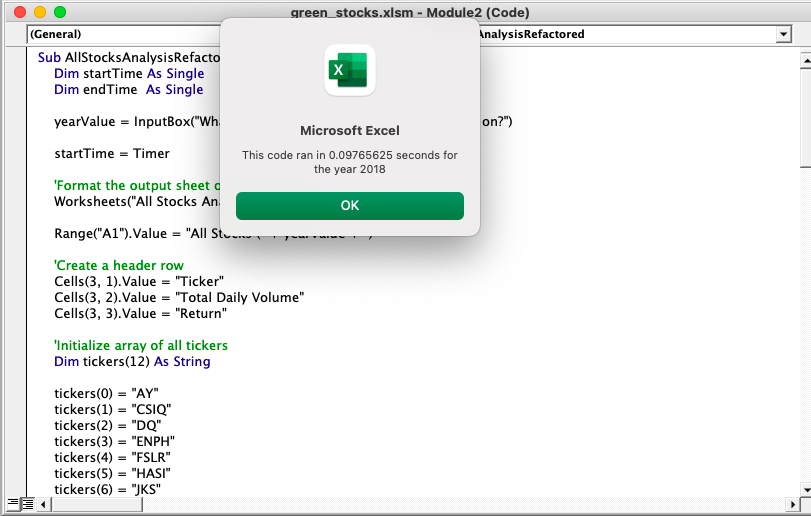 green_stocks.xlsm - Module2 (Code)
(General)
AnalysisRefactored
Sub AllStocksAnalysisRefacto
Dim startTime As Single
Dim endTime As Single
yearValue = InputBox("Wha
on?")
startTime = Timer
'Format the output sheet o
Worksheets("All Stocks Ana
Range("A1").Value = "All Stocks (" + yearValue + ")"
'Create a header row
Cells(3, 1).Value = "Ticker"
Cells(3, 2).Value = "Total Daily Volume"
Cells(3, 3).Value = "Return"
'Initialize array of all tickers
Dim tickers(12) As String
tickers(0) = "AY"
tickers(1) = "CSIQ"
tickers(2) = "DQ"
tickers(3) = "ENPH"
tickers(4) = "FSLR"
tickers(5) = "HASI"
tickers(6) = "JKS"
X
Microsoft Excel
This code ran in 0.09765625 seconds for
the year 2018
OK